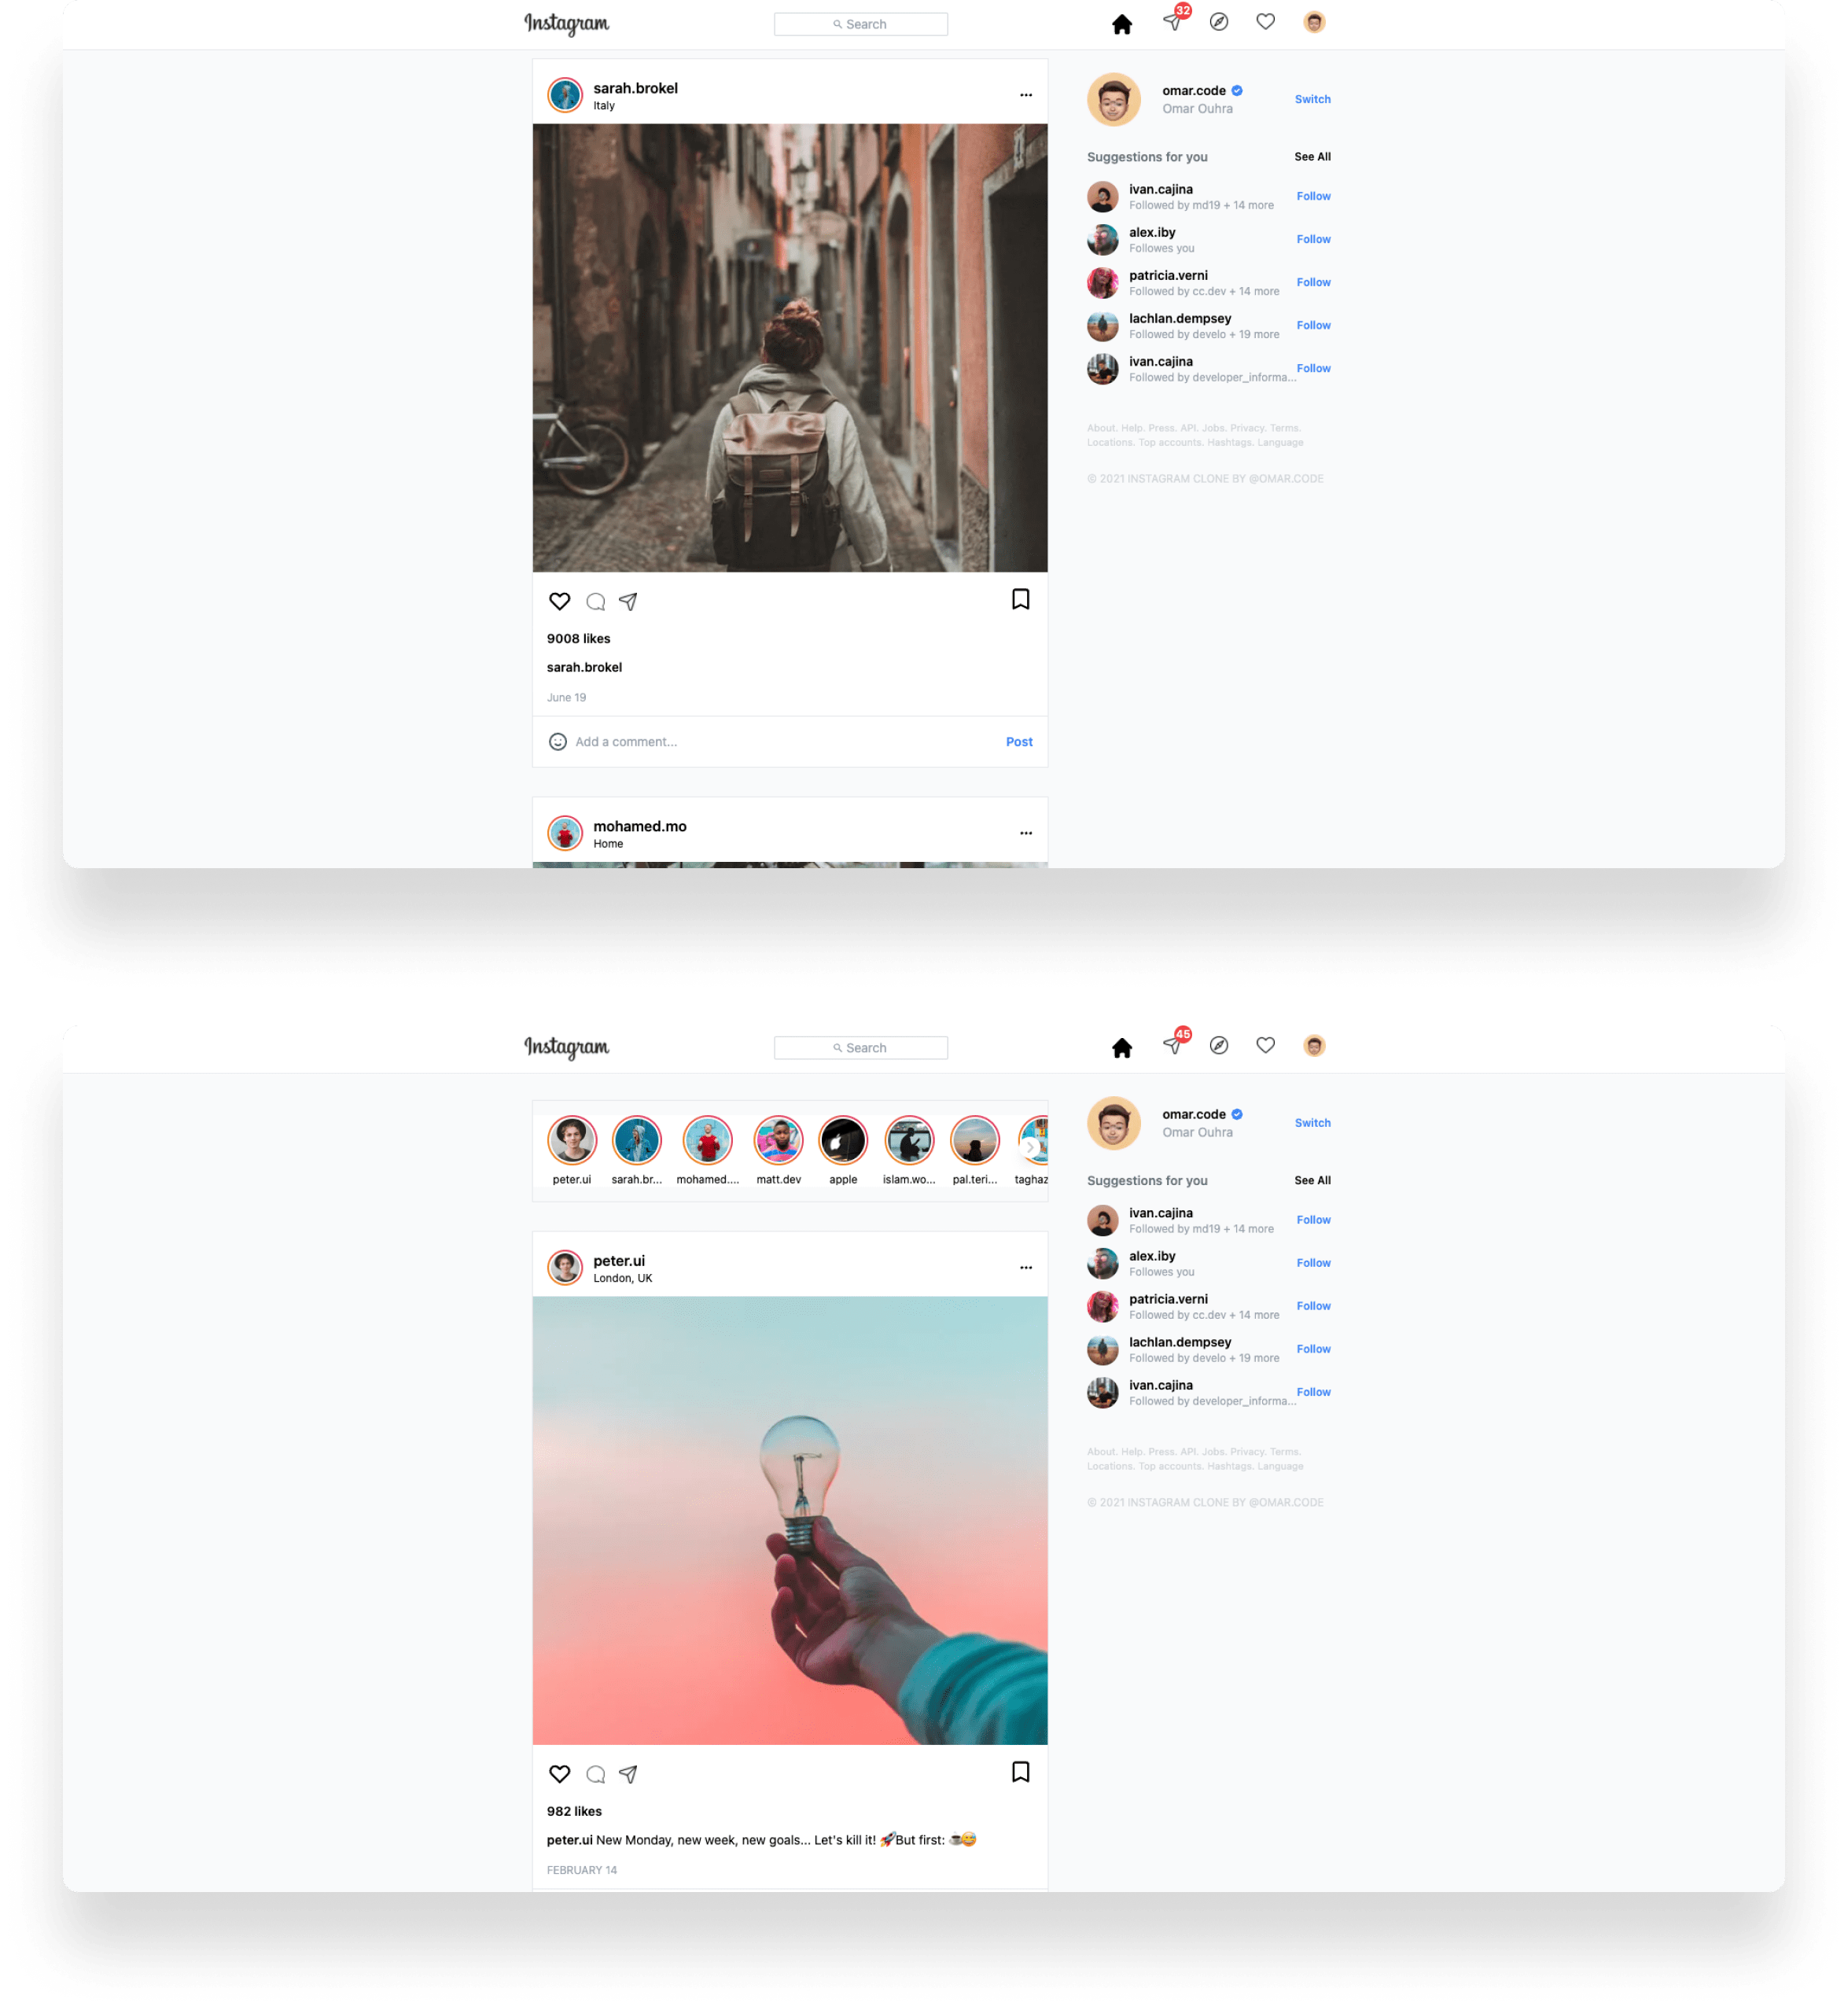 Instagram
Search
32
sarah.brokel
Italy
omar.code
Omar Ouhra
Switch
Suggestions for you
See All
ivan.cajina
Followed by md19 + 14 more
Follow
alex.iby
Followes you
Follow
patricia.verni
Followed by cc.dev + 14 more
Follow
lachlan.dempsey
Followed by develo + 19 more
Follow
ivan.cajina
Followed by developer_informa...
Follow
About. Help. Press. API. Jobs. Privacy. Terms.
Locations. Top accounts. Hashtags. Language
© 2021 INSTAGRAM CLONE BY @OMAR.CODE
9008 likes
sarah.brokel
June 19
Add a comment...
Post
mohamed.mo
Home
Instagram
Search
45
peter.ui
sarah.br...
mohamed....
matt.dev
apple
islam.wo...
pal.teri...
taghaz
omar.code
Omar Ouhra
Switch
Suggestions for you
See All
ivan.cajina
Followed by md19 + 14 more
Follow
alex.iby
Followes you
Follow
patricia.verni
Followed by cc.dev + 14 more
Follow
lachlan.dempsey
Followed by develo + 19 more
Follow
ivan.cajina
Followed by developer_informa...
Follow
About. Help. Press. API. Jobs. Privacy. Terms.
Locations. Top accounts. Hashtags. Language
© 2021 INSTAGRAM CLONE BY @OMAR.CODE
peter.ui
London, UK
982 likes
peter.ui New Monday, new week, new goals... Let's kill it! 🚀But first: ☕😅
FEBRUARY 14